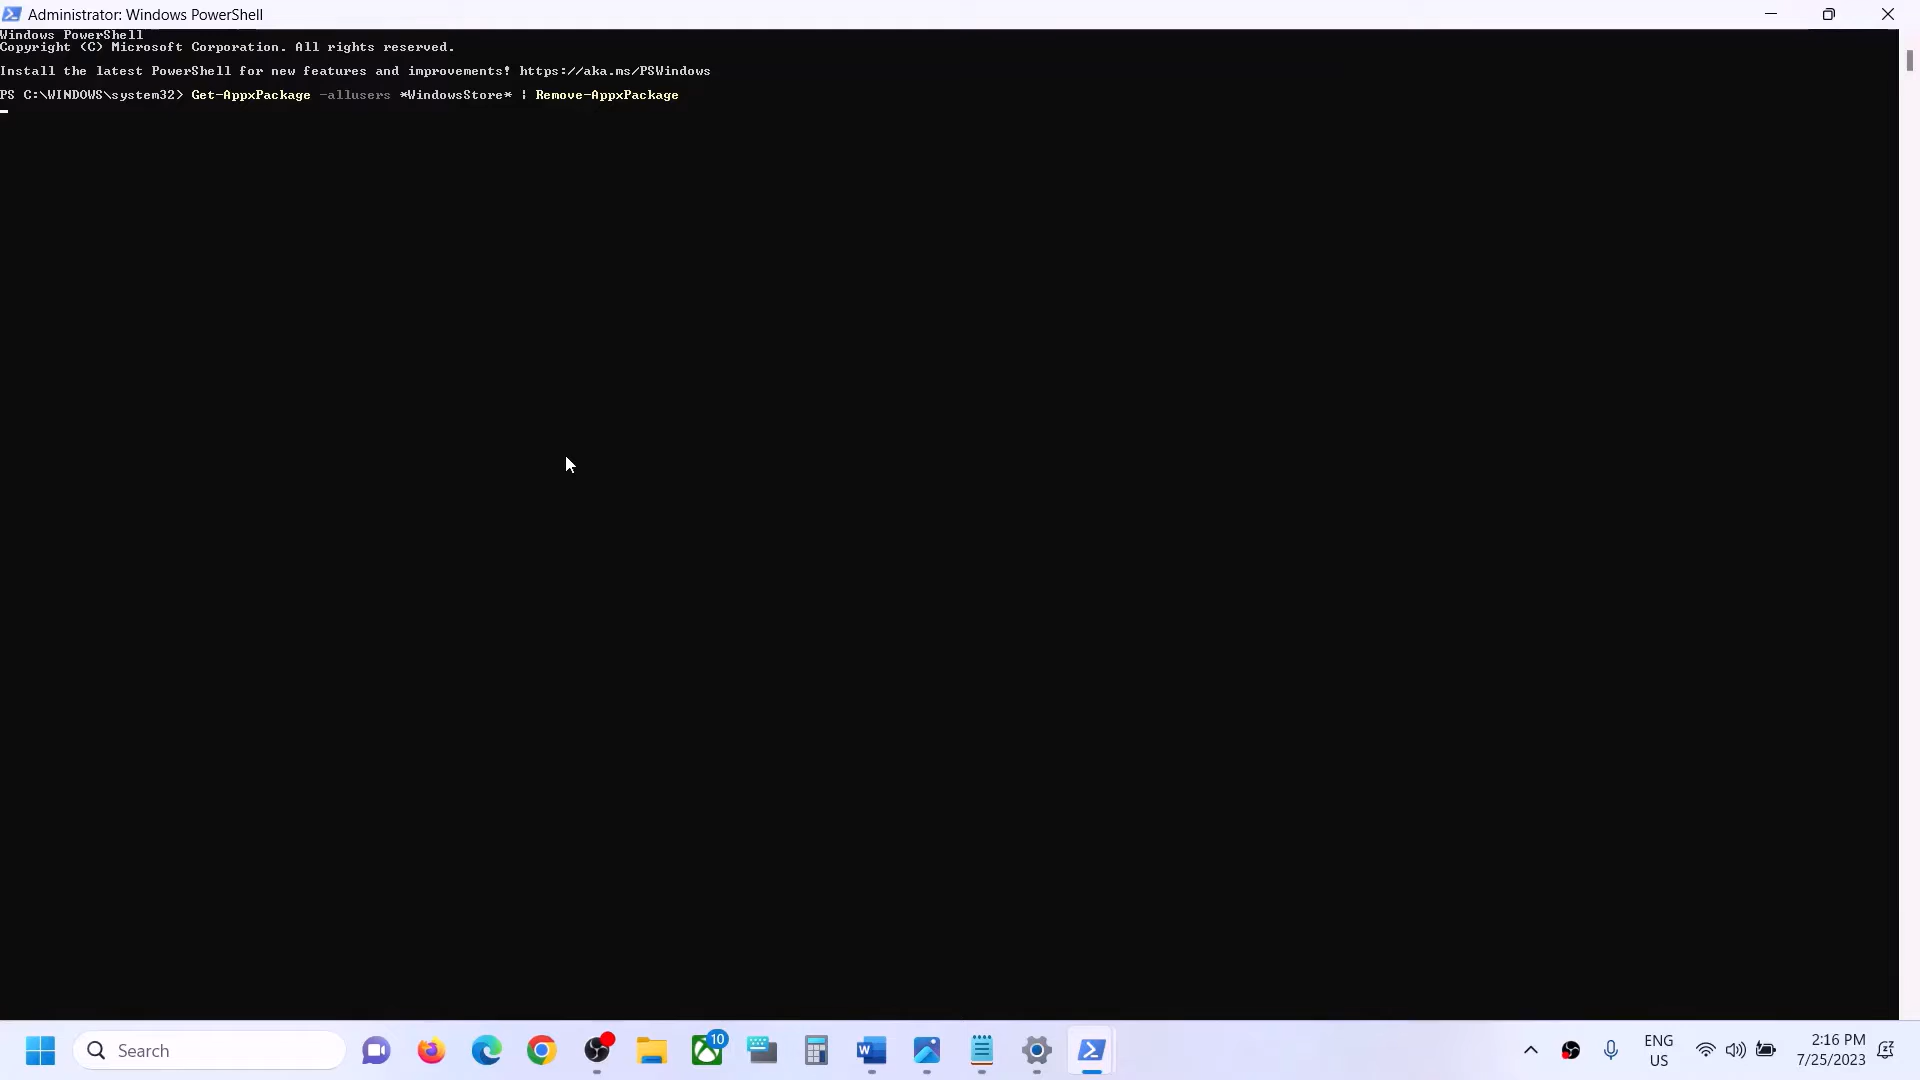 Administrator: Windows PowerShell
Windows PowerShell
Copyright (C) Microsoft Corporation. All rights reserved.
Install the latest PowerShell for new features and improvements! https://aka.ms/PSWindows
PS C:\WINDOWS\system32> Get-AppxPackage -allusers *WindowsStore* | Remove-AppxPackage
Search
10
ENG
US
2:16 PM
7/25/2023